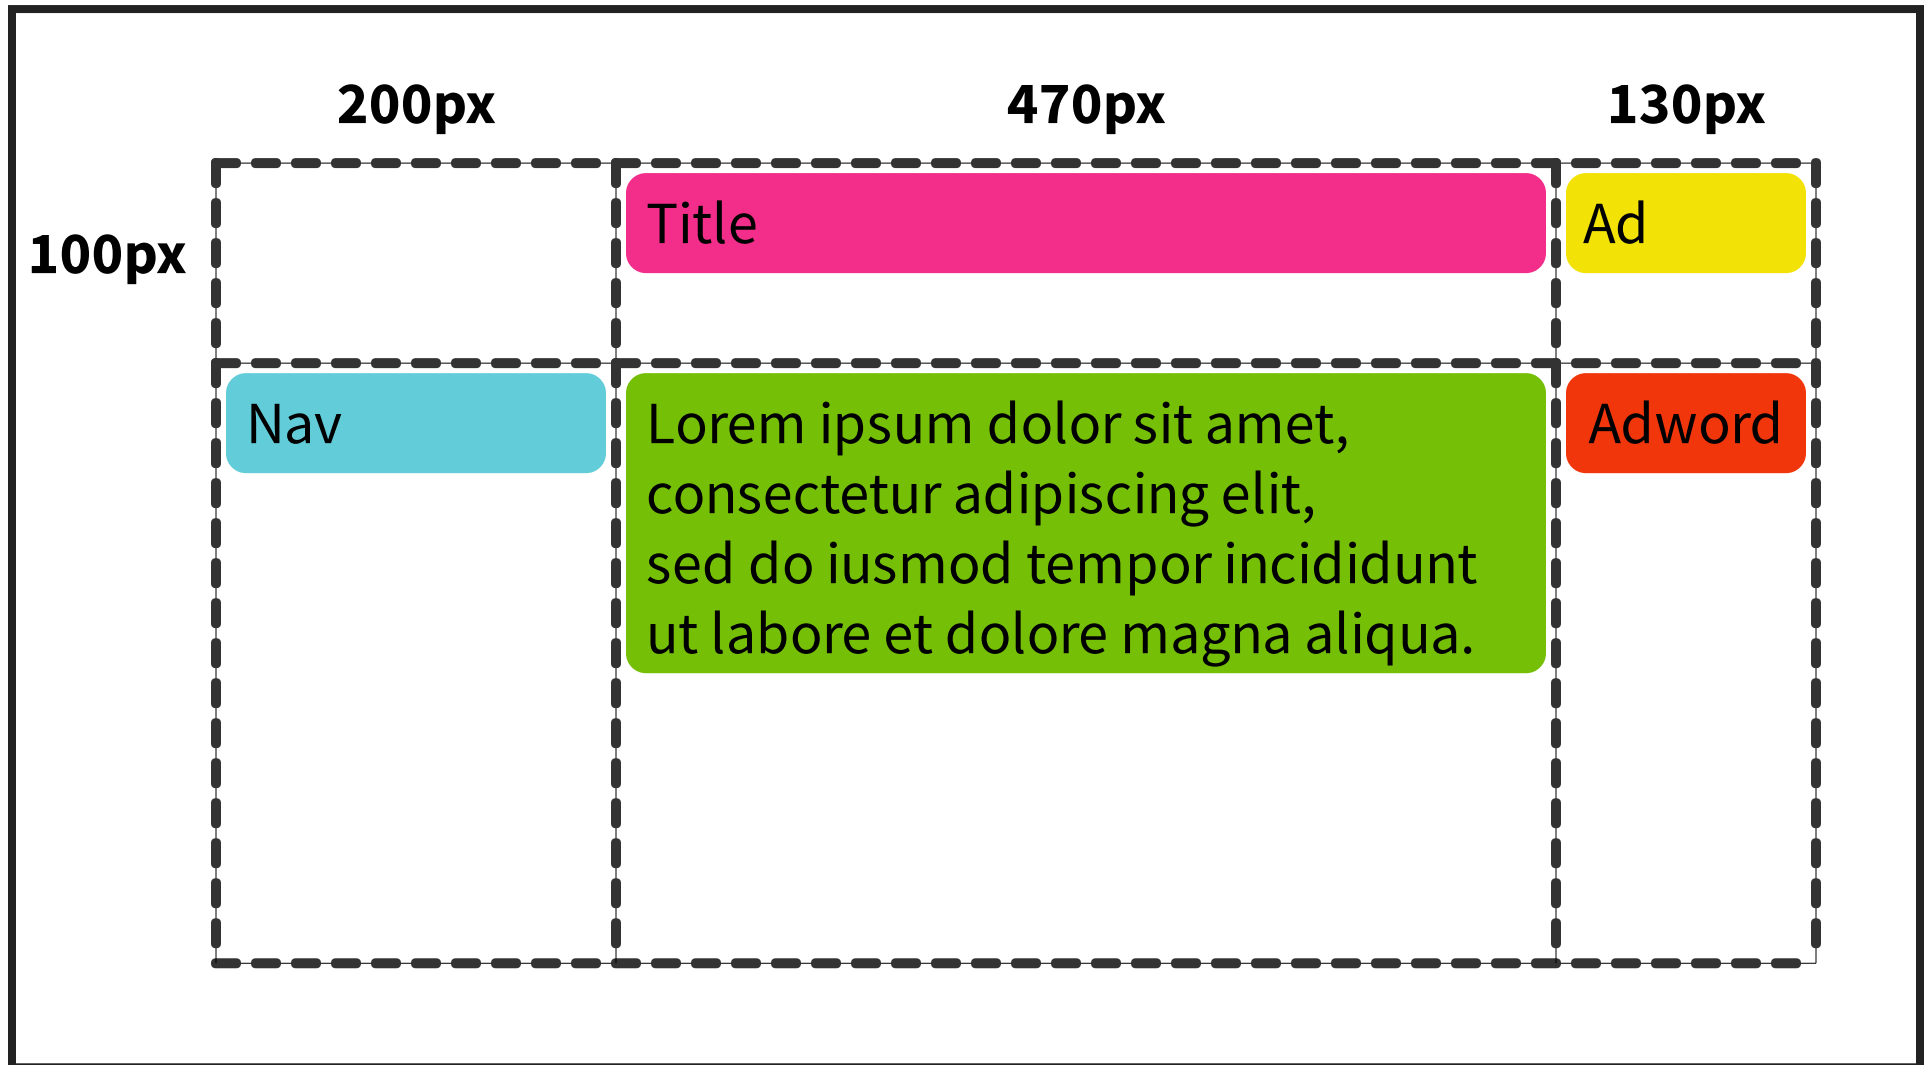 200px
470px
130px
100px
Title
Ad
Nav
Lorem ipsum dolor sit amet,
consectetur adipiscing elit,
sed do iusmod tempor incididunt
ut labore et dolore magna aliqua.
Adword